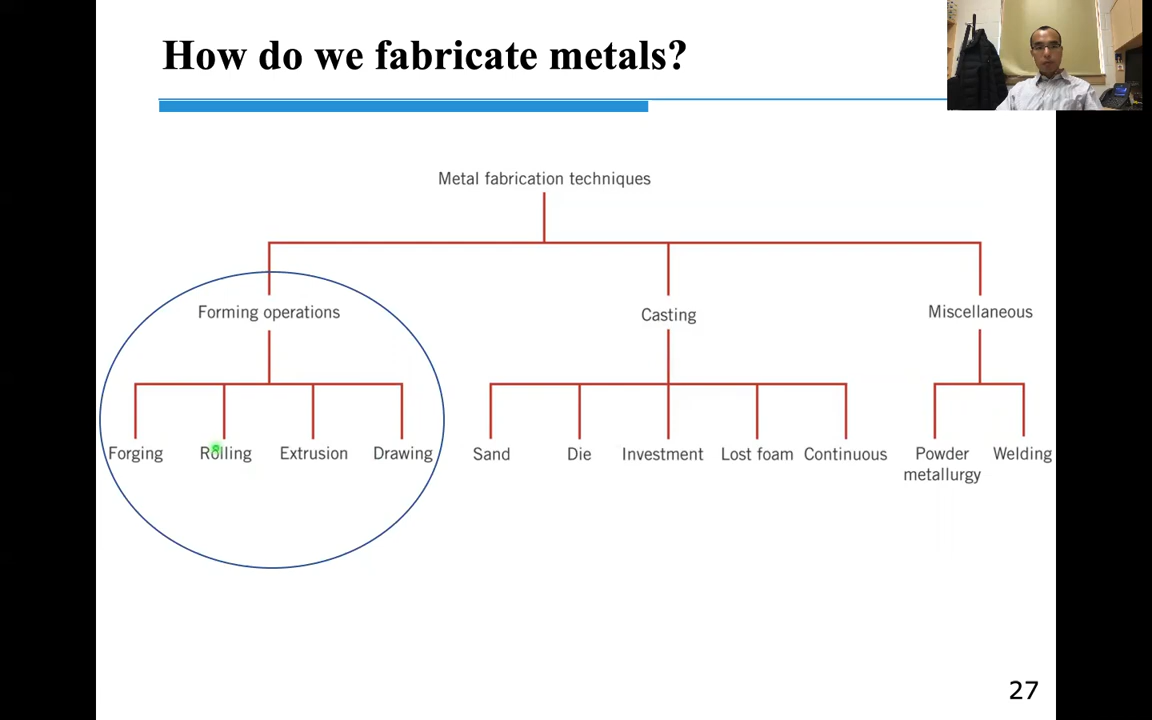 How do we fabricate metals?
Metal fabrication techniques
Forming operations
Casting
Miscellaneous
Forging
Rolling
Extrusion
Drawing
Sand
Die
Investment
Lost foam
Continuous
Powder
metallurgy
Welding
27